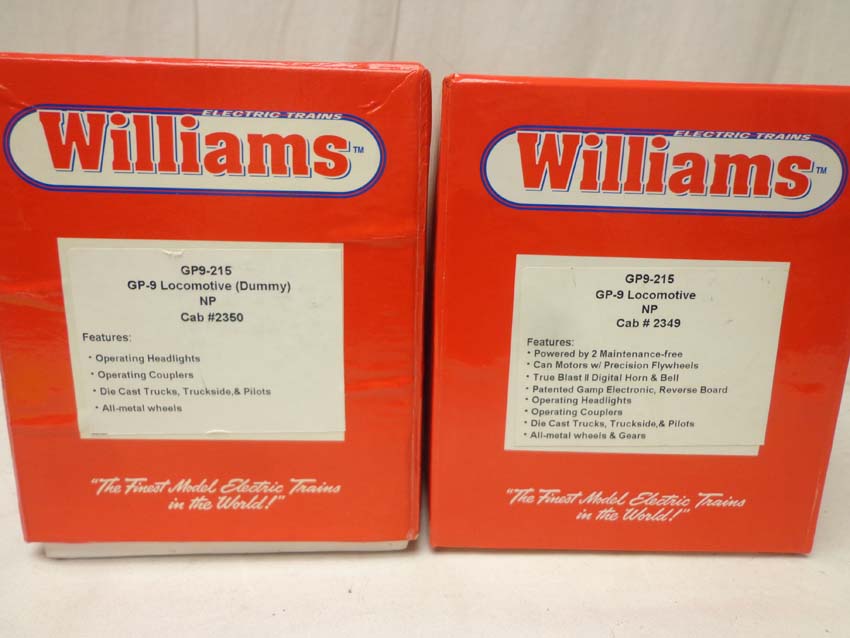 ELECTRIC TRAINS
Williams™
GP9-215
GP-9 Locomotive (Dummy)
NP
Cab #2350
Features:
• Operating Headlights
• Operating Couplers
• Die Cast Trucks, Truckside,& Pilots
• All-metal wheels
"The Finest Model Electric Trains
in the World!"
ELECTRIC TRAINS
Williams™
GP9-215
GP-9 Locomotive
NP
Cab # 2349
Features:
• Powered by 2 Maintenance-free
• Can Motors w/ Precision Flywheels
• True Blast II Digital Horn & Bell
• Patented Gamp Electronic, Reverse Board
• Operating Headlights
• Operating Couplers
• Die Cast Trucks, Truckside,& Pilots
• All-metal wheels & Gears
"The Finest Model Electric Trains
in the World!"